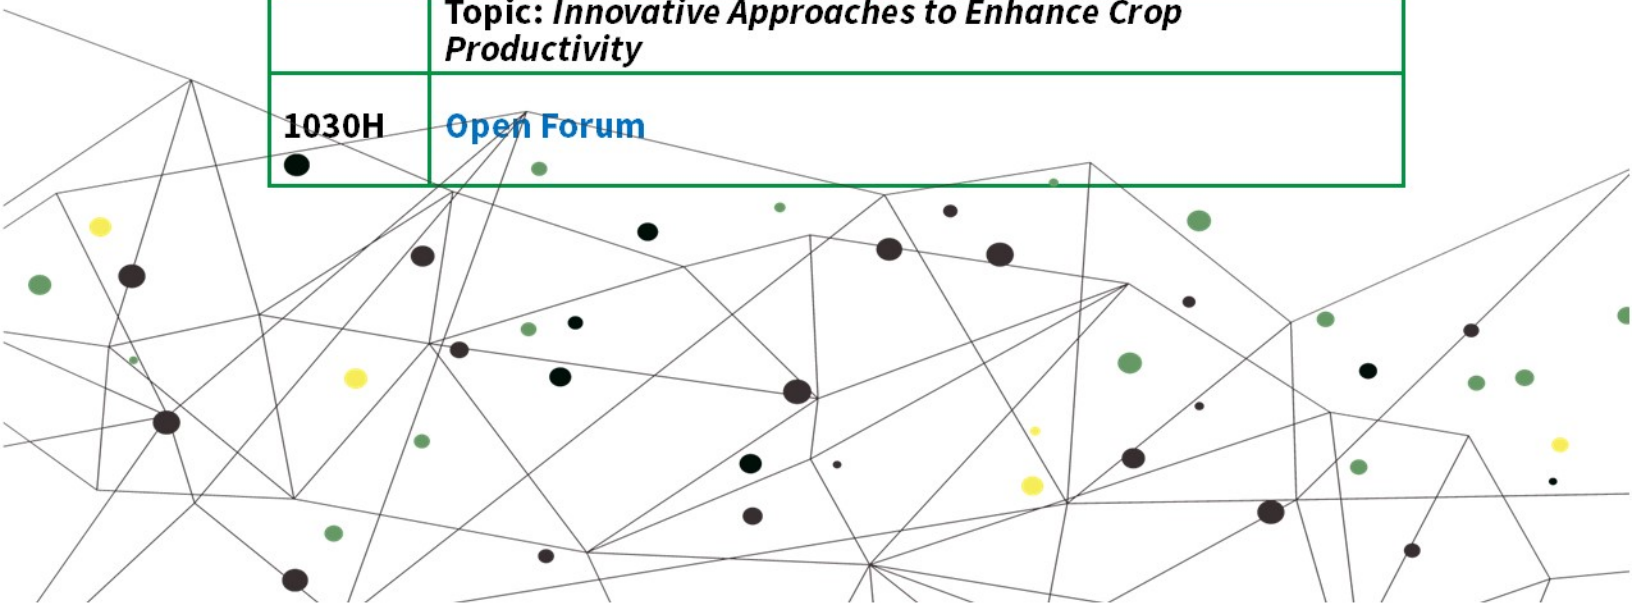 Topic: Innovative Approaches to Enhance Crop
Productivity
1030H Open Forum